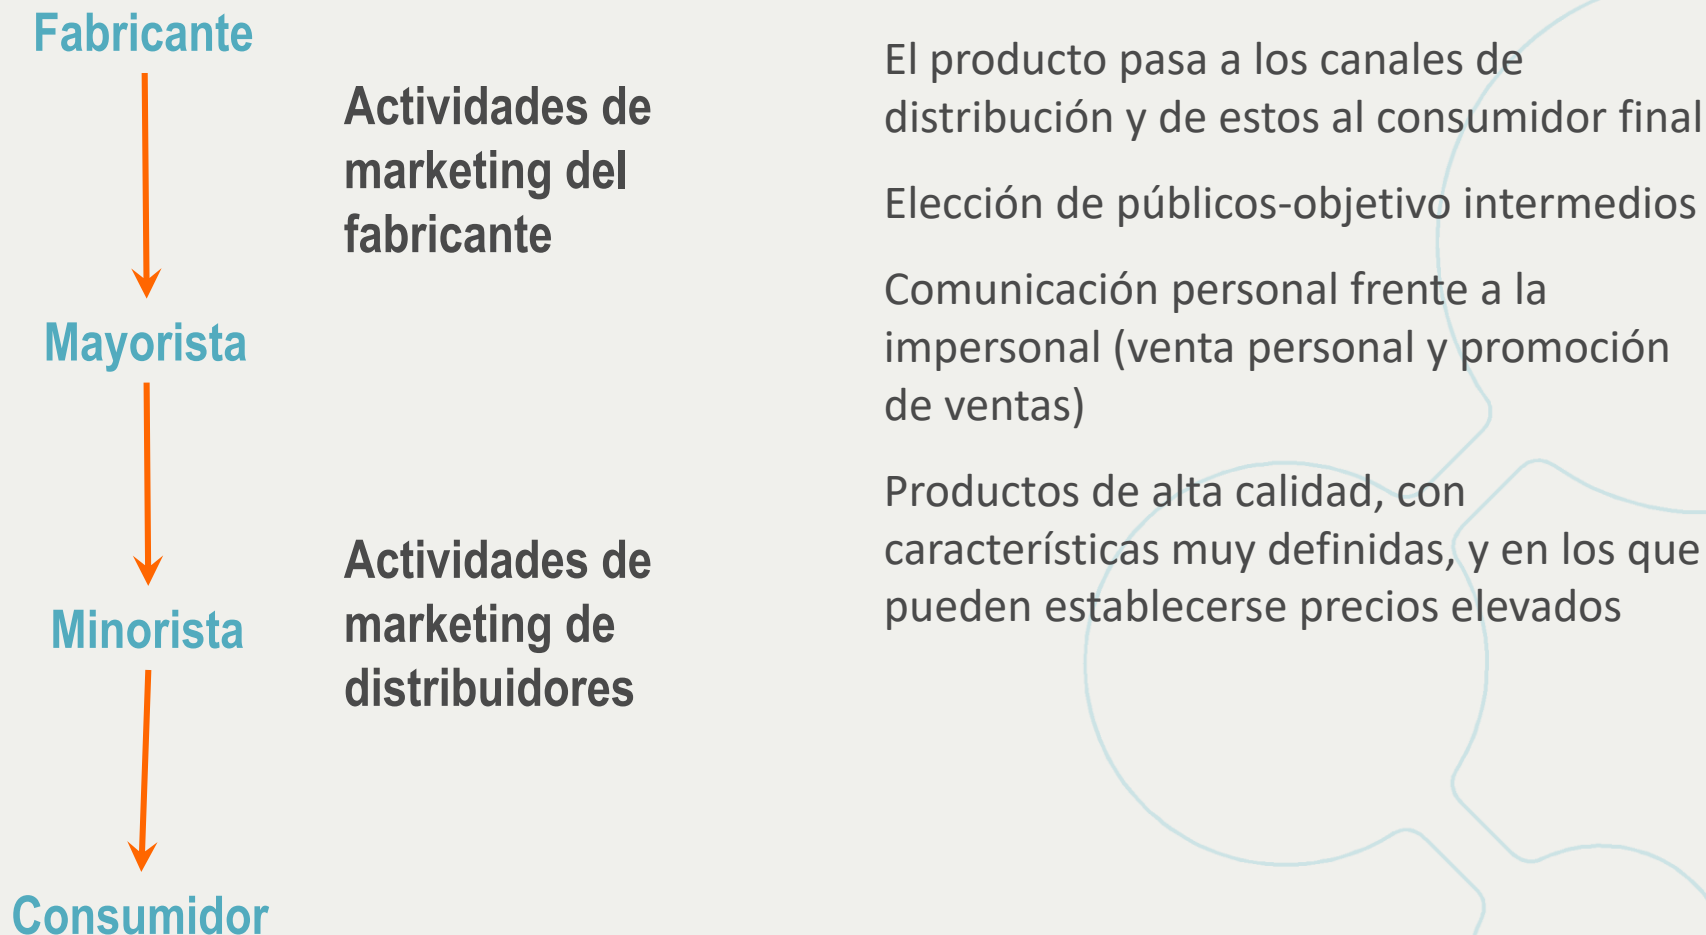 Fabricante
Actividades de
marketing del
fabricante
Mayorista
Actividades de
marketing de
distribuidores
Minorista
Consumidor
El producto pasa a los canales de
distribución y de estos al consumidor final
Elección de públicos-objetivo intermedios
Comunicación personal frente a la
impersonal (venta personal y promoción
de ventas)
Productos de alta calidad, con
características muy definidas, y en los que
pueden establecerse precios elevados